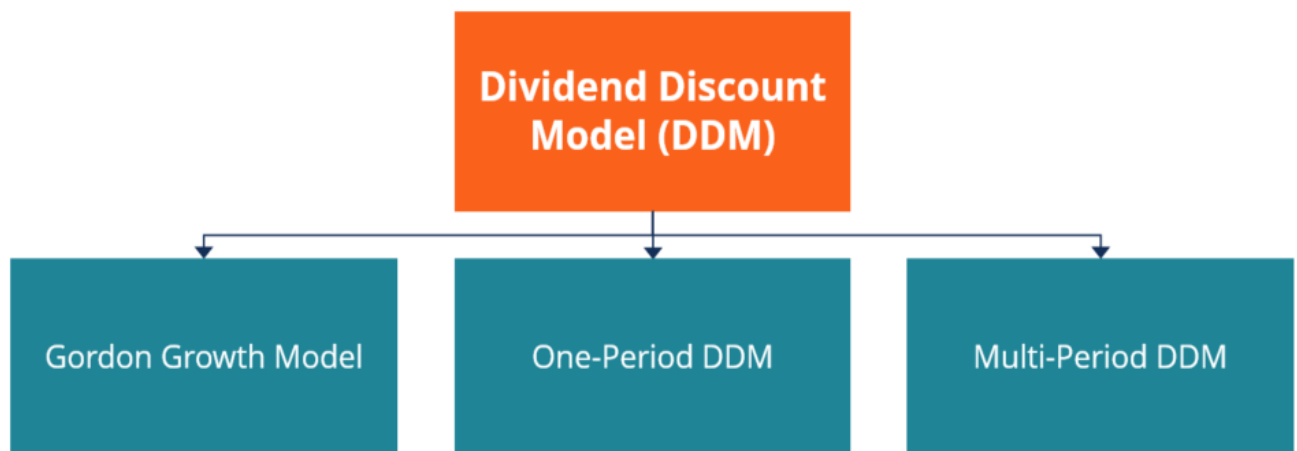 Dividend Discount
Model (DDM)
Gordon Growth Model
One-Period DDM
Multi-Period DDM